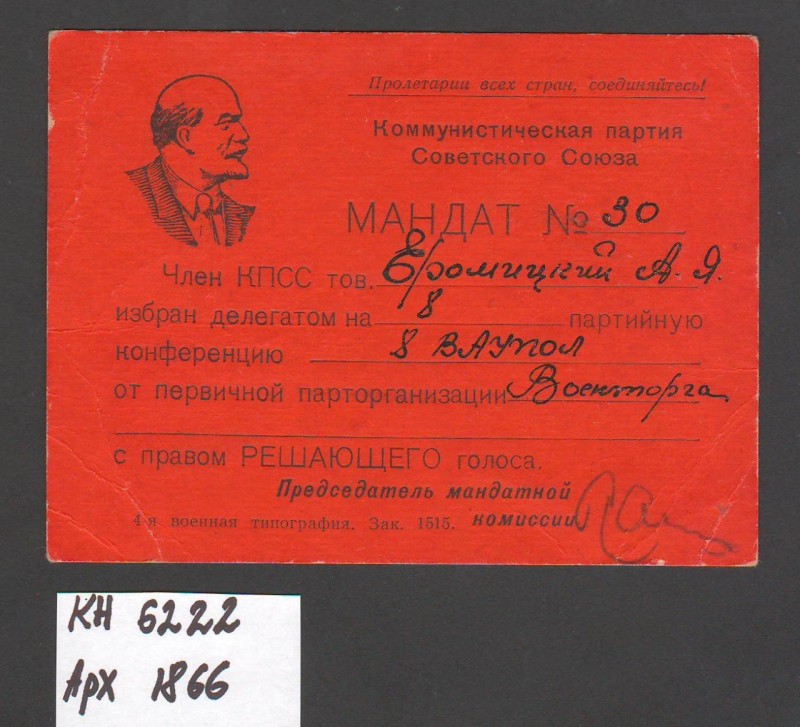 Пролетарии всех стран, соединяйтесь!
Коммунистическая партия
Советского Союза
МАНДАТ № 30
Член КПСС тов. Еромицкий А. Я.
избран делегатом на 8 партийную
конференцию 8 ВАУПОЛ
от первичной парторганизации Военторга
с правом РЕШАЮЩЕГО голоса.
Председатель мандатной
4-я военная типография. Зак. 1515. комиссии
КН 6222
Арх 1866